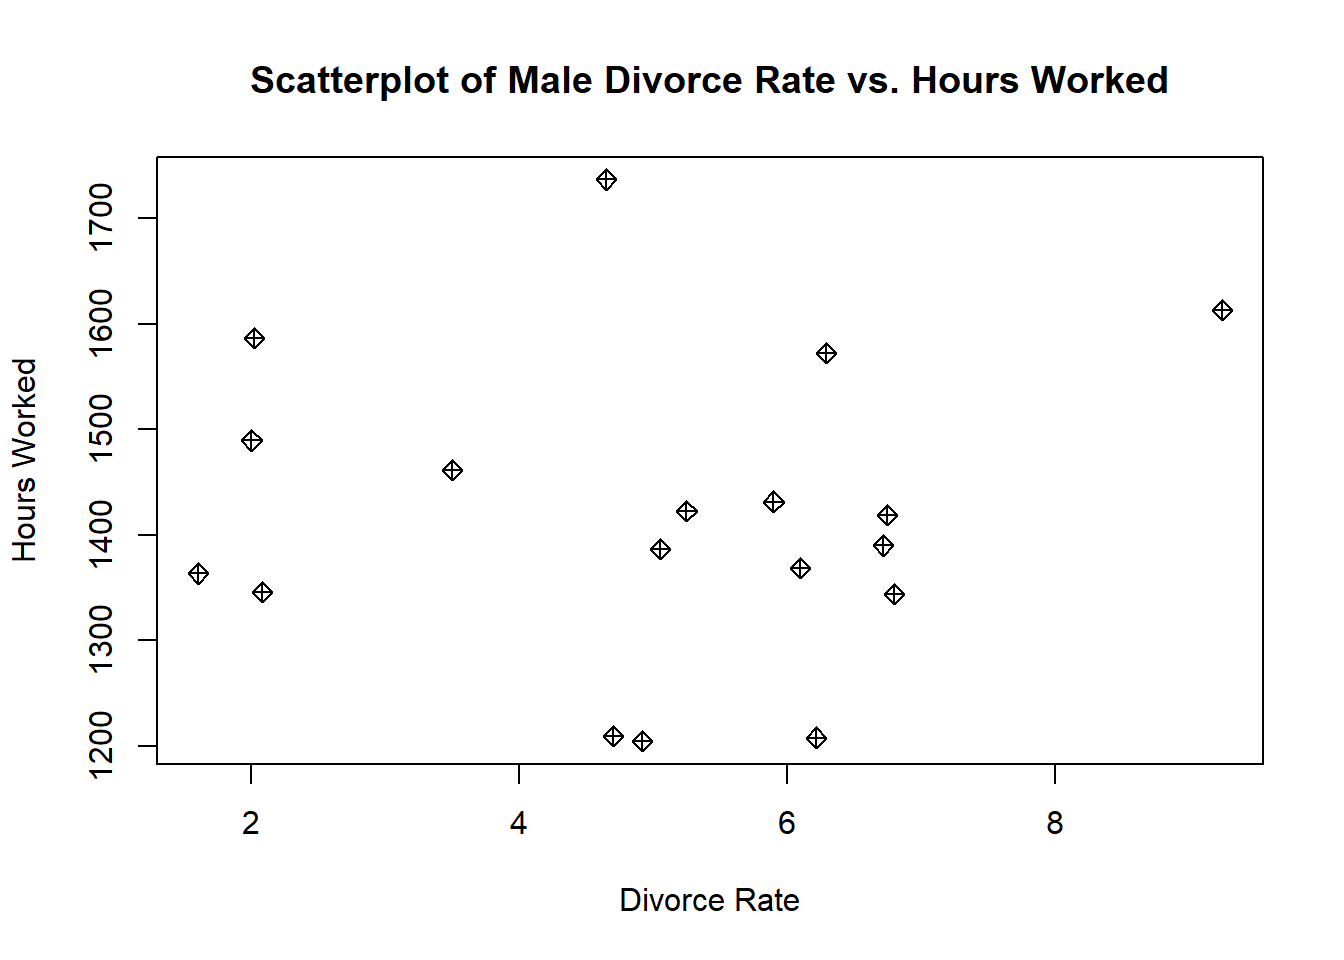 Scatterplot of Male Divorce Rate vs. Hours Worked
Hours Worked
1700
1600
1500
1400
1300
1200
2 4 6 8
Divorce Rate